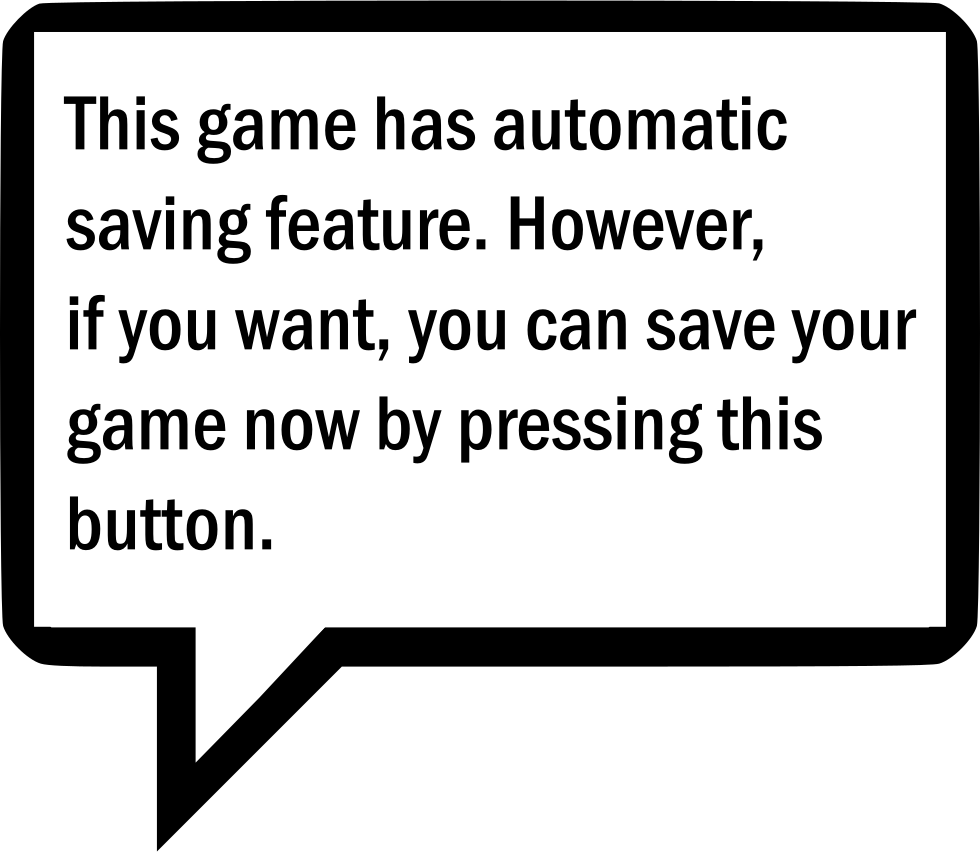 This game has automatic
saving feature. However,
if you want, you can save your
game now by pressing this
button.